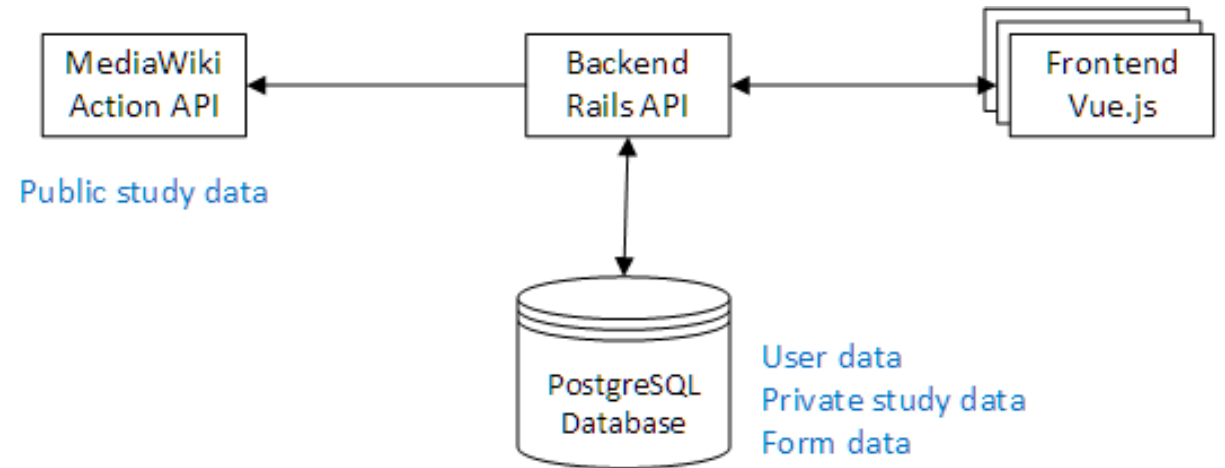 MediaWiki
Action API
Backend
Rails API
Frontend
Vue.js
Public study data
PostgreSQL
Database
User data
Private study data
Form data